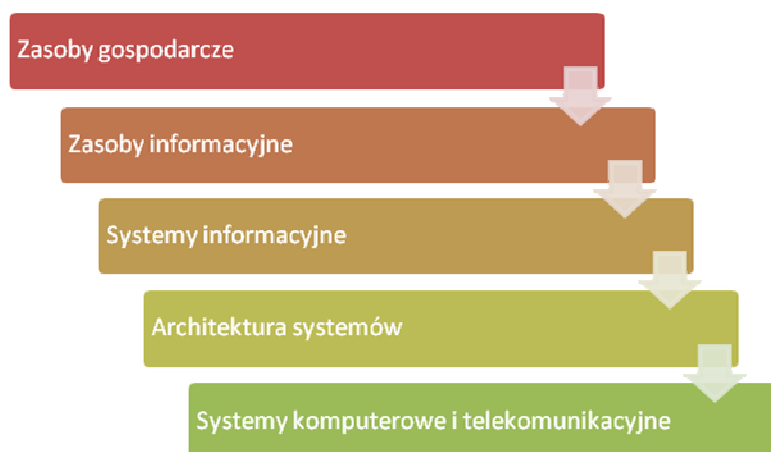 Zasoby gospodarcze
Zasoby informacyjne
Systemy informacyjne
Architektura systemów
Systemy komputerowe i telekomunikacyjne